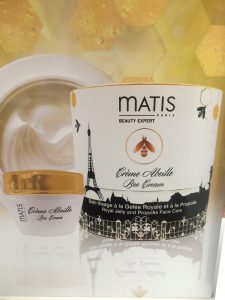 MATIS
PARIS
BEAUTY EXPERT
Crème Abeille
Bee Cream
Soin Visage à la Gelée Royale et à la Propolis
Royal Jelly and Propolis Face Care
MATIS
Crème Abeille
Bee Cream